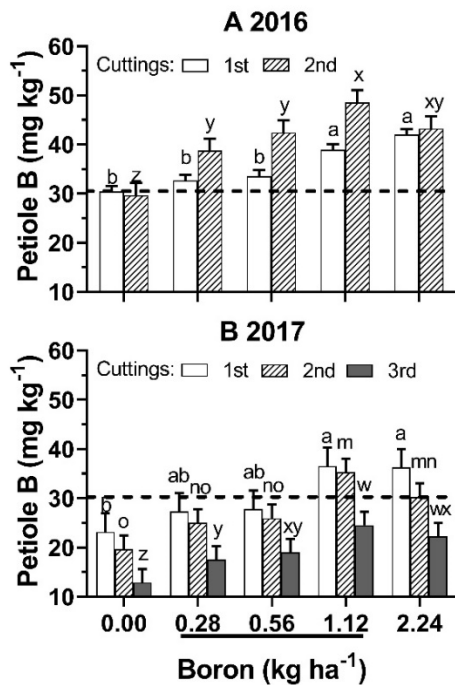 A 2016
Cuttings: 1st 2nd
Petiole B (mg kg⁻¹)
60
50
40
30
20
10
b z b y b y a x a xy
B 2017
Cuttings: 1st 2nd 3rd
Petiole B (mg kg⁻¹)
60
50
40
30
20
10
b o z ab no y ab no xy a m w a mn wx
0.00 0.28 0.56 1.12 2.24
Boron (kg ha⁻¹)